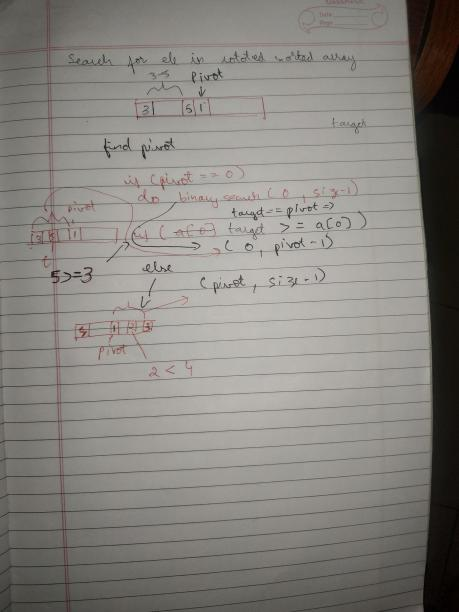 Date
Page
Search for ele in rotated sorted array
3-5 Pivot
3 5 1
target
find pivot
if (pivot == 0)
do binary search (0, size-1)
target == pivot =>
pivot
3 5 1
if (a[0] target >= a[0])
(0, pivot-1)
5>=3
else
(pivot, size-1)
1 2 3
pivot
2 < 4